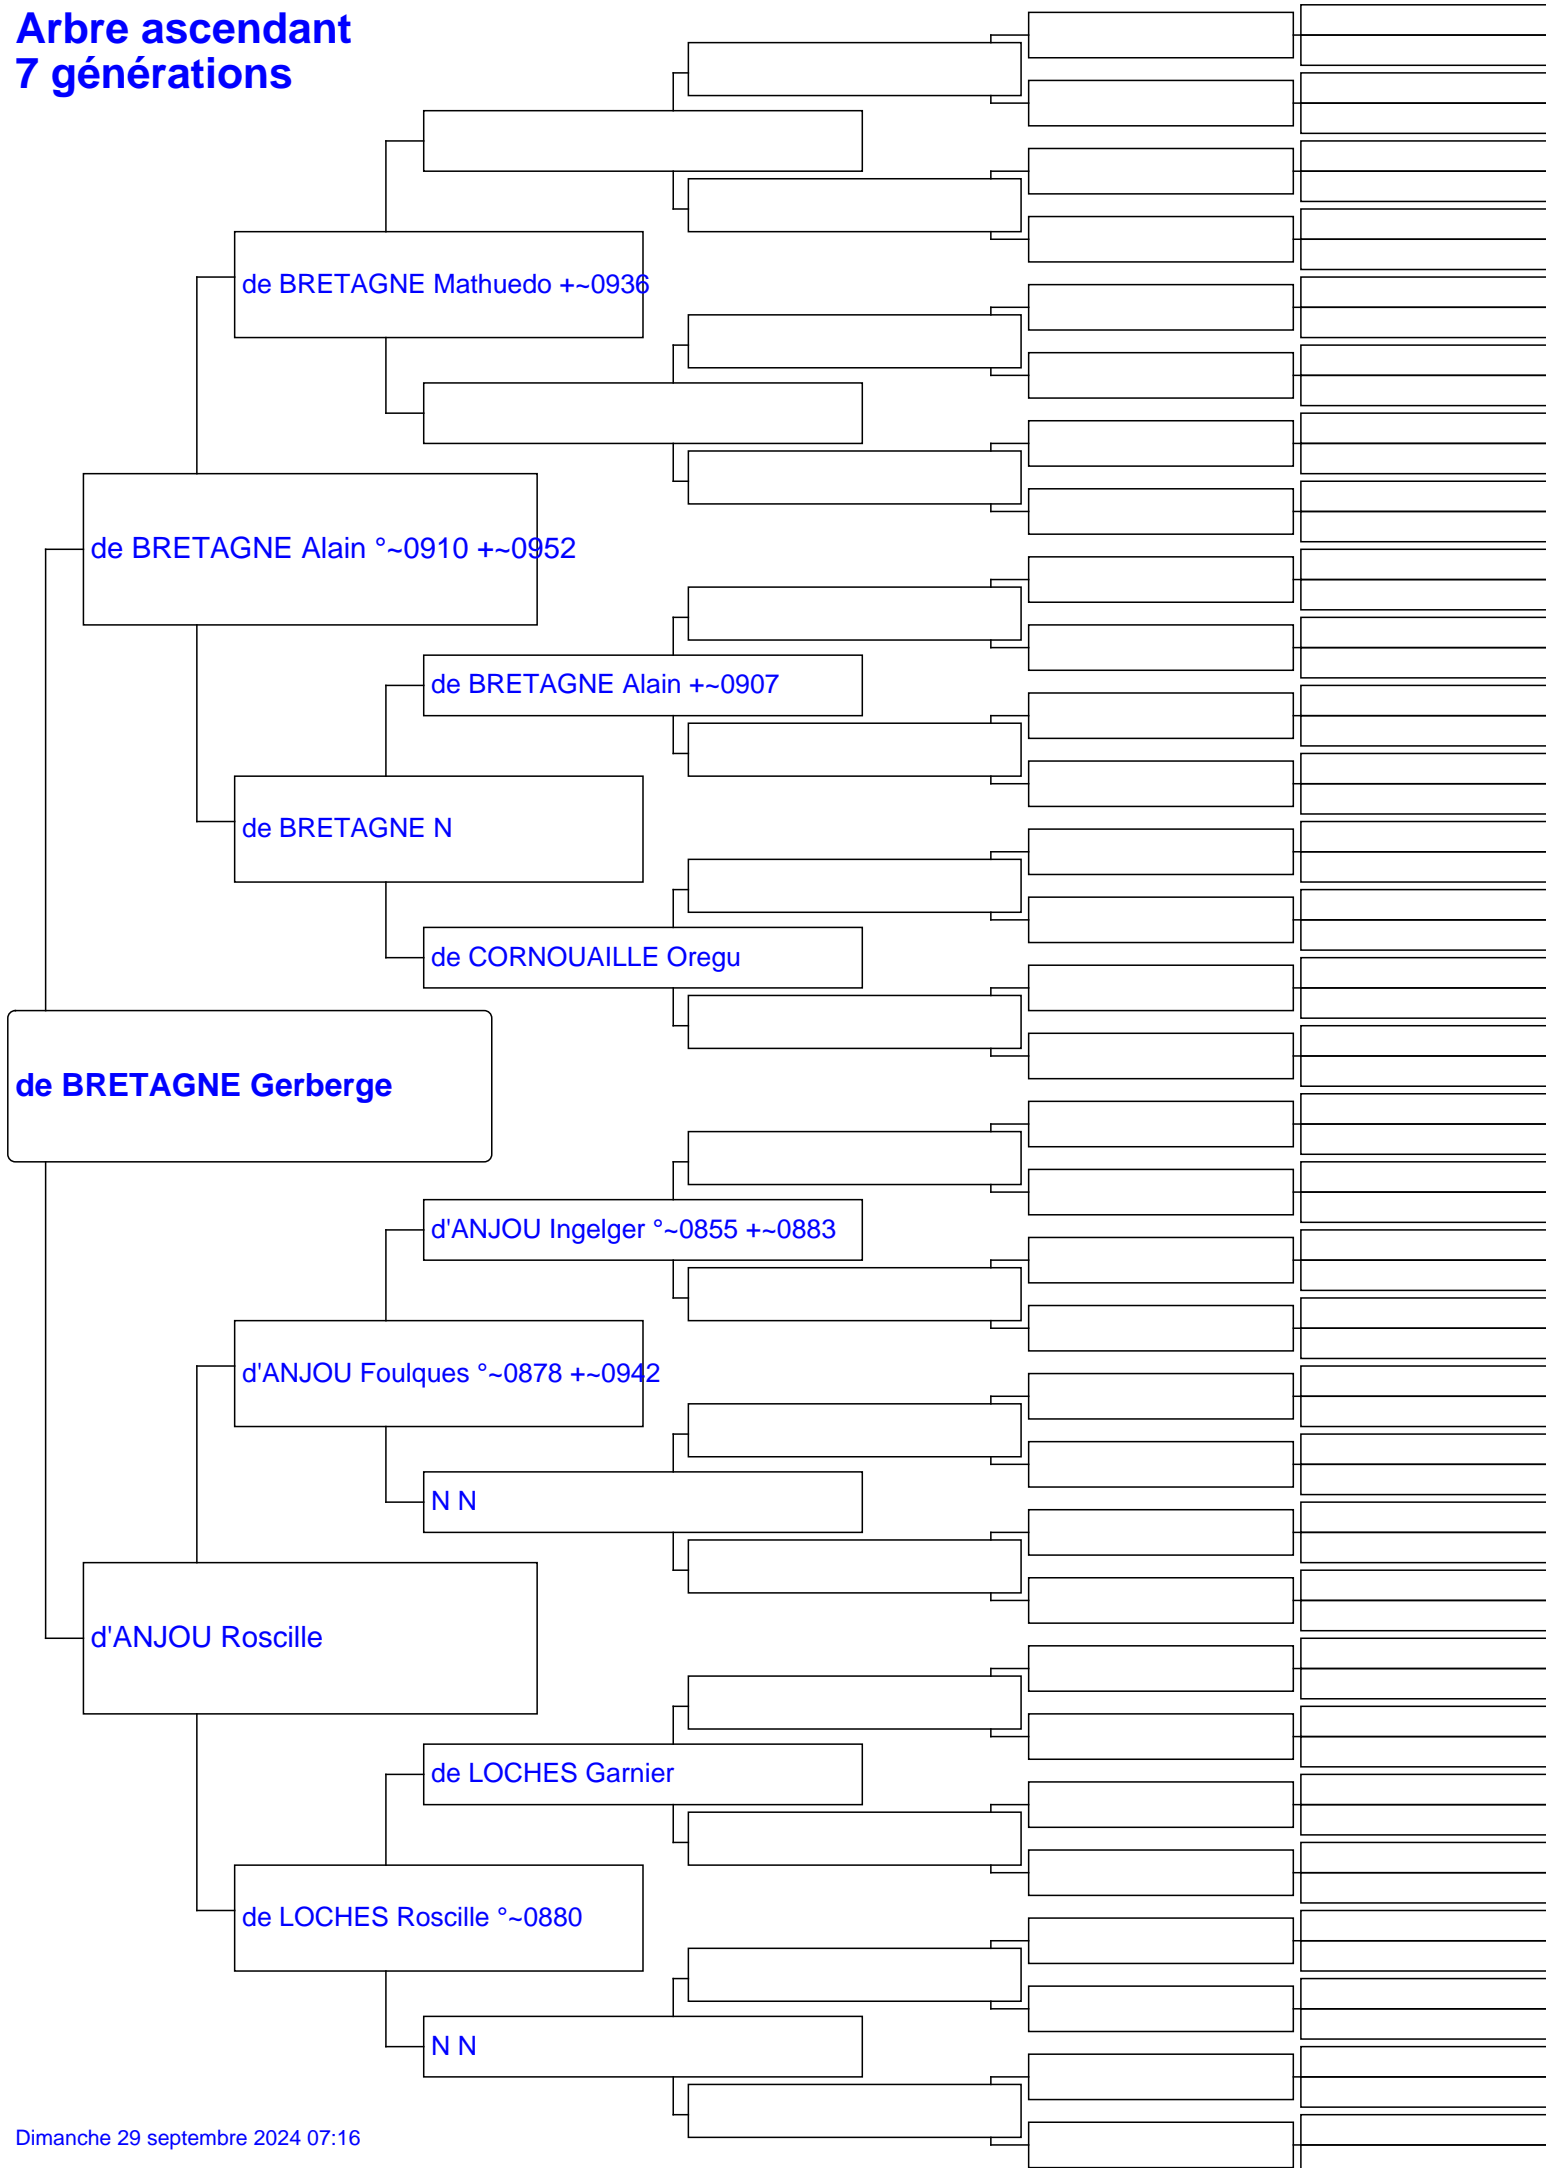 Arbre ascendant
7 générations
de BRETAGNE Mathuedo +~0936
de BRETAGNE Alain °~0910 +~0952
de BRETAGNE Alain +~0907
de BRETAGNE N
de CORNOUAILLE Oregu
de BRETAGNE Gerberge
d'ANJOU Ingelger °~0855 +~0883
d'ANJOU Foulques °~0878 +~0942
N N
d'ANJOU Roscille
de LOCHES Garnier
de LOCHES Roscille °~0880
N N
Dimanche 29 septembre 2024 07:16